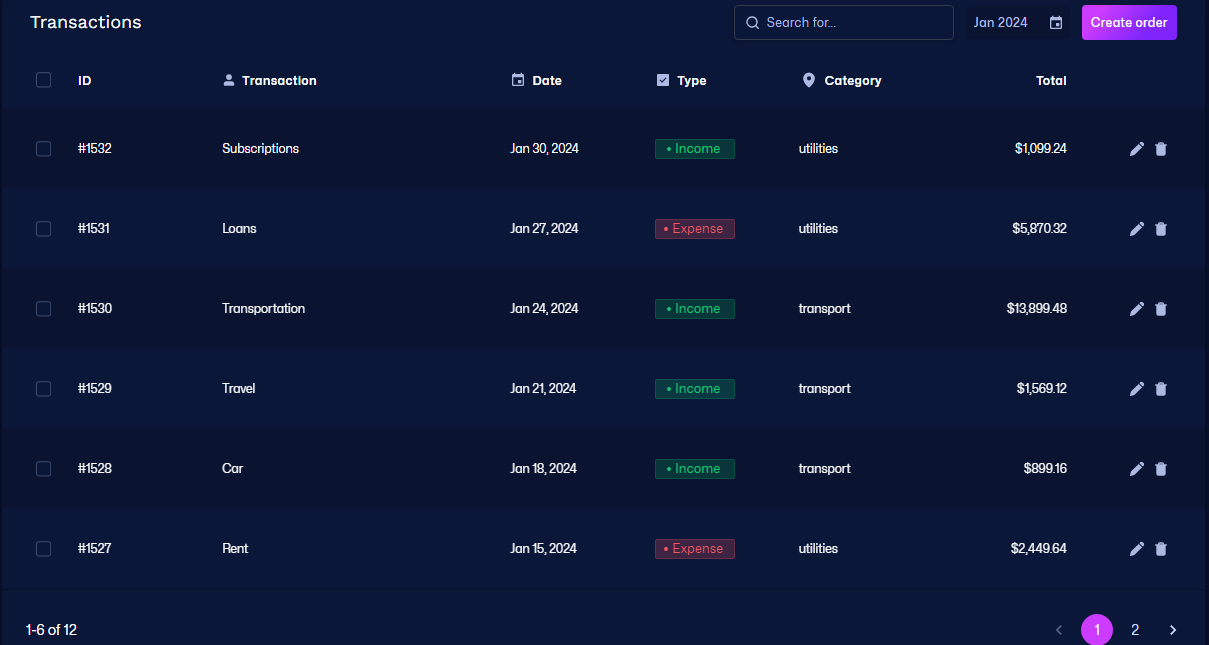 Transactions Search for... Jan 2024 Create order
ID Transaction Date Type Category Total
#1532 Subscriptions Jan 30, 2024 • Income utilities $1,099.24
#1531 Loans Jan 27, 2024 • Expense utilities $5,870.32
#1530 Transportation Jan 24, 2024 • Income transport $13,899.48
#1529 Travel Jan 21, 2024 • Income transport $1,569.12
#1528 Car Jan 18, 2024 • Income transport $899.16
#1527 Rent Jan 15, 2024 • Expense utilities $2,449.64
1-6 of 12 < 1 2 >